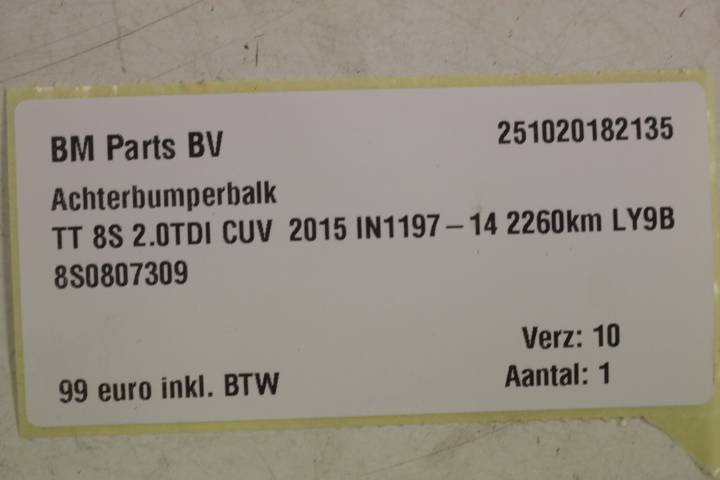 BM Parts BV 251020182135
Achterbumperbalk
TT 8S 2.0TDI CUV 2015 IN1197-14 2260km LY9B
8S0807309
Verz: 10
99 euro inkl. BTW Aantal: 1